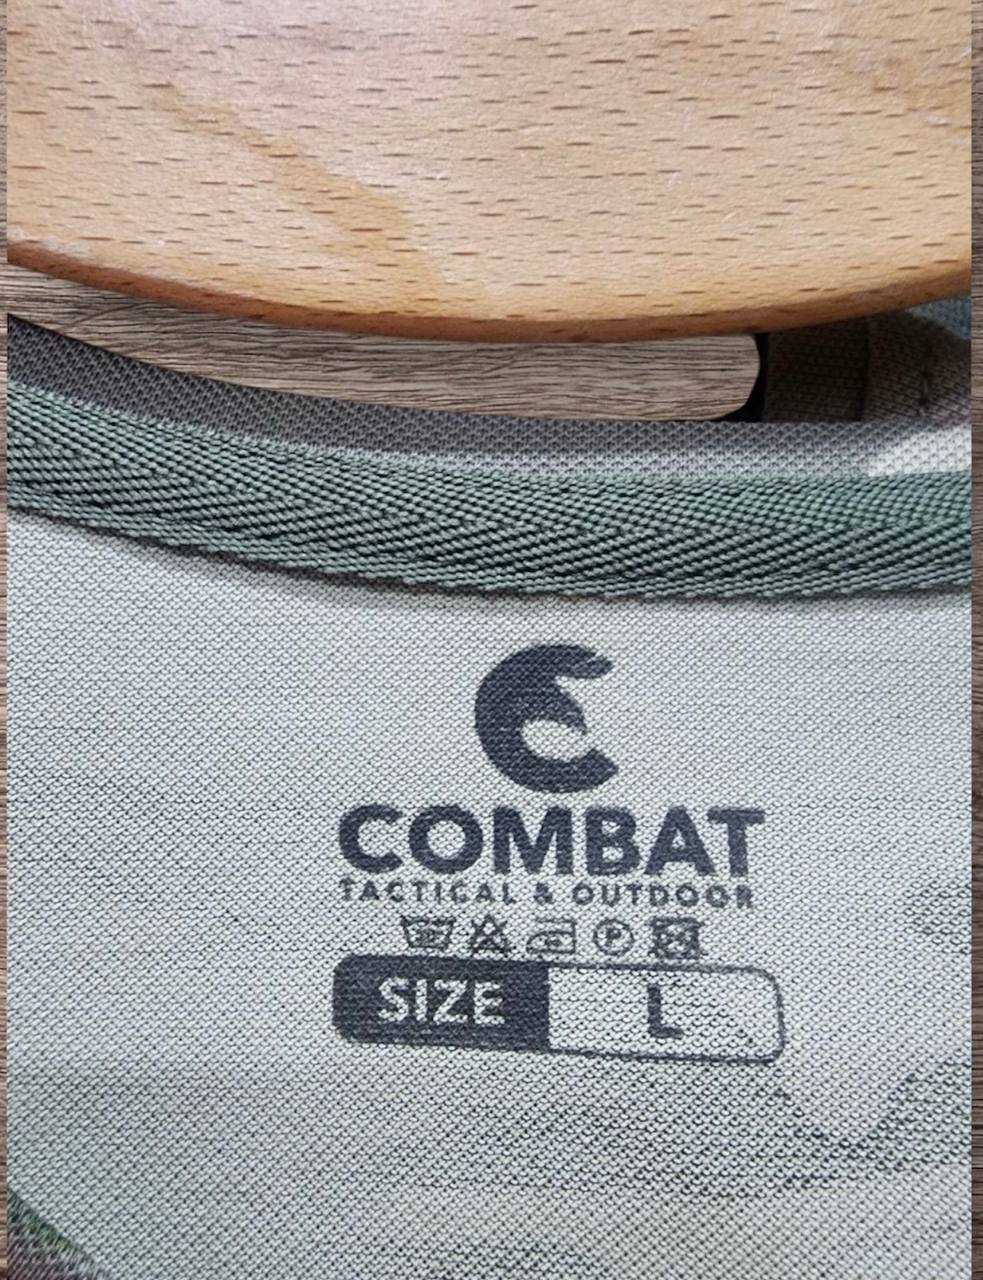 COMBAT
TACTICAL & OUTDOOR
P
SIZE L